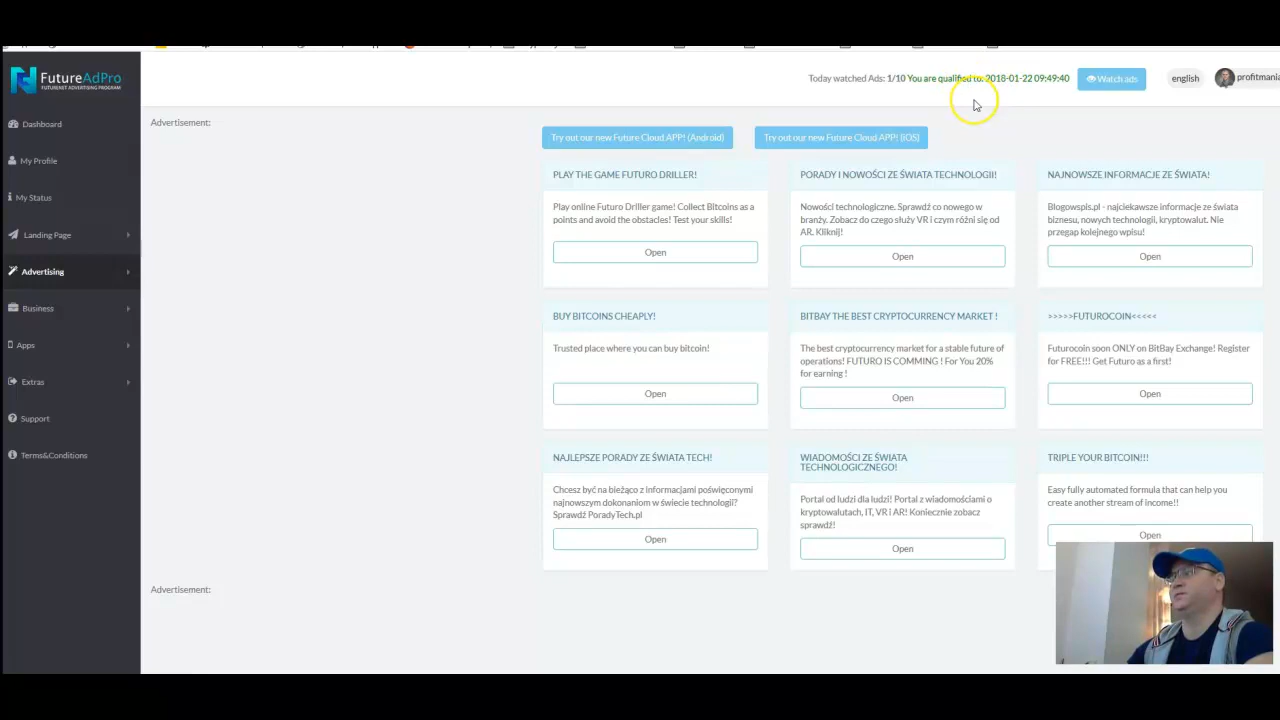 FutureAdPro
FUTURENET ADVERTISING PROGRAM
Today watched Ads: 1/10 You are qualified to: 2018-01-22 09:49:40
Watch ads
english
profitmania
Dashboard
My Profile
My Status
Landing Page
Advertising
Business
Apps
Extras
Support
Terms&Conditions
Advertisement:
Try out our new Future Cloud APP! (Android)
Try out our new Future Cloud APP! (iOS)
PLAY THE GAME FUTURO DRILLER!
Play online Futuro Driller game! Collect Bitcoins as a
points and avoid the obstacles! Test your skills!
Open
PORADY I NOWOŚCI ZE ŚWIATA TECHNOLOGII!
Nowości technologiczne. Sprawdź co nowego w
branży. Zobacz do czego służy VR i czym różni się od
AR. Kliknij!
Open
NAJNOWSZE INFORMACJE ZE ŚWIATA!
Blogowspis.pl - najciekawsze informacje ze świata
biznesu, nowych technologii, kryptowalut. Nie
przegap kolejnego wpisu!
Open
BUY BITCOINS CHEAPLY!
Trusted place where you can buy bitcoin!
Open
BITBAY THE BEST CRYPTOCURRENCY MARKET !
The best cryptocurrency market for a stable future of
operations! FUTURO IS COMMING ! For You 20%
for earning !
Open
>>>>>FUTUROCOIN<<<<<
Futurocoin soon ONLY on BitBay Exchange! Register
for FREE!!! Get Futuro as a first!
Open
NAJLEPSZE PORADY ZE ŚWIATA TECH!
Chcesz być na bieżąco z informacjami poświęconymi
najnowszym dokonaniom w świecie technologii?
Sprawdź PoradyTech.pl
Open
WIADOMOŚCI ZE ŚWIATA
TECHNOLOGICZNEGO!
Portal od ludzi dla ludzi! Portal z wiadomościami o
kryptowalutach, IT, VR i AR! Koniecznie zobacz
sprawdź!
Open
TRIPLE YOUR BITCOIN!!!
Easy fully automated formula that can help you
create another stream of income!!
Open
Advertisement: